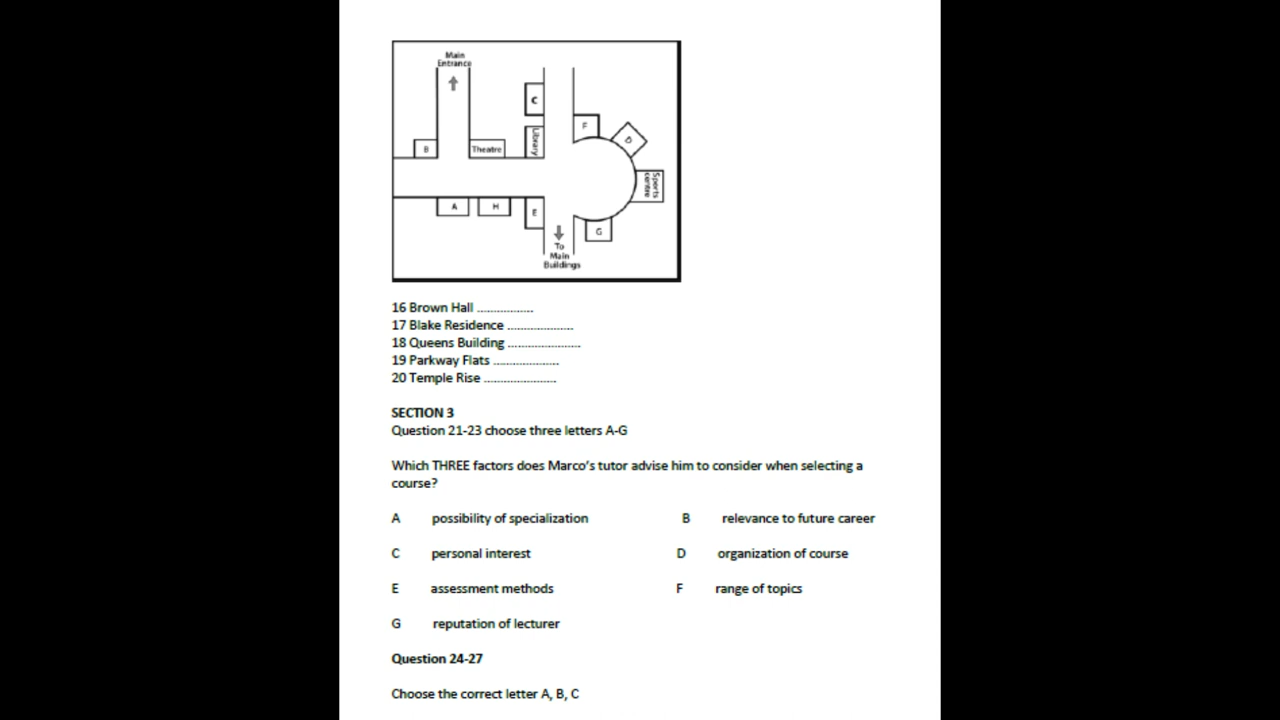 Main
Entrance
C
F
D
B
Theatre
Library
Sports
centre
A
H
E
G
To
Main
Buildings
16 Brown Hall ..................
17 Blake Residence .....................
18 Queens Building .......................
19 Parkway Flats .....................
20 Temple Rise .......................
SECTION 3
Question 21-23 choose three letters A-G
Which THREE factors does Marco's tutor advise him to consider when selecting a
course?
A possibility of specialization B relevance to future career
C personal interest D organization of course
E assessment methods F range of topics
G reputation of lecturer
Question 24-27
Choose the correct letter A, B, C